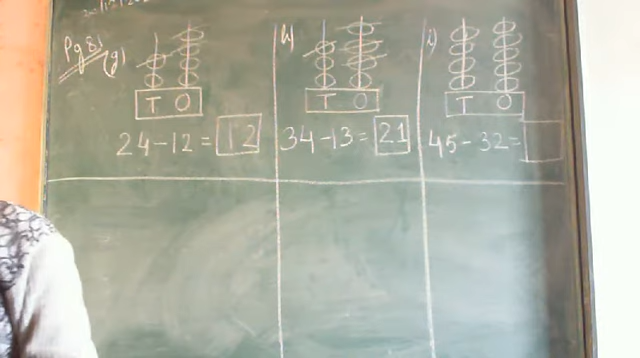 Pg 81
g) h) i)
T O T O T O
24-12=12 34-13=21 45-32=